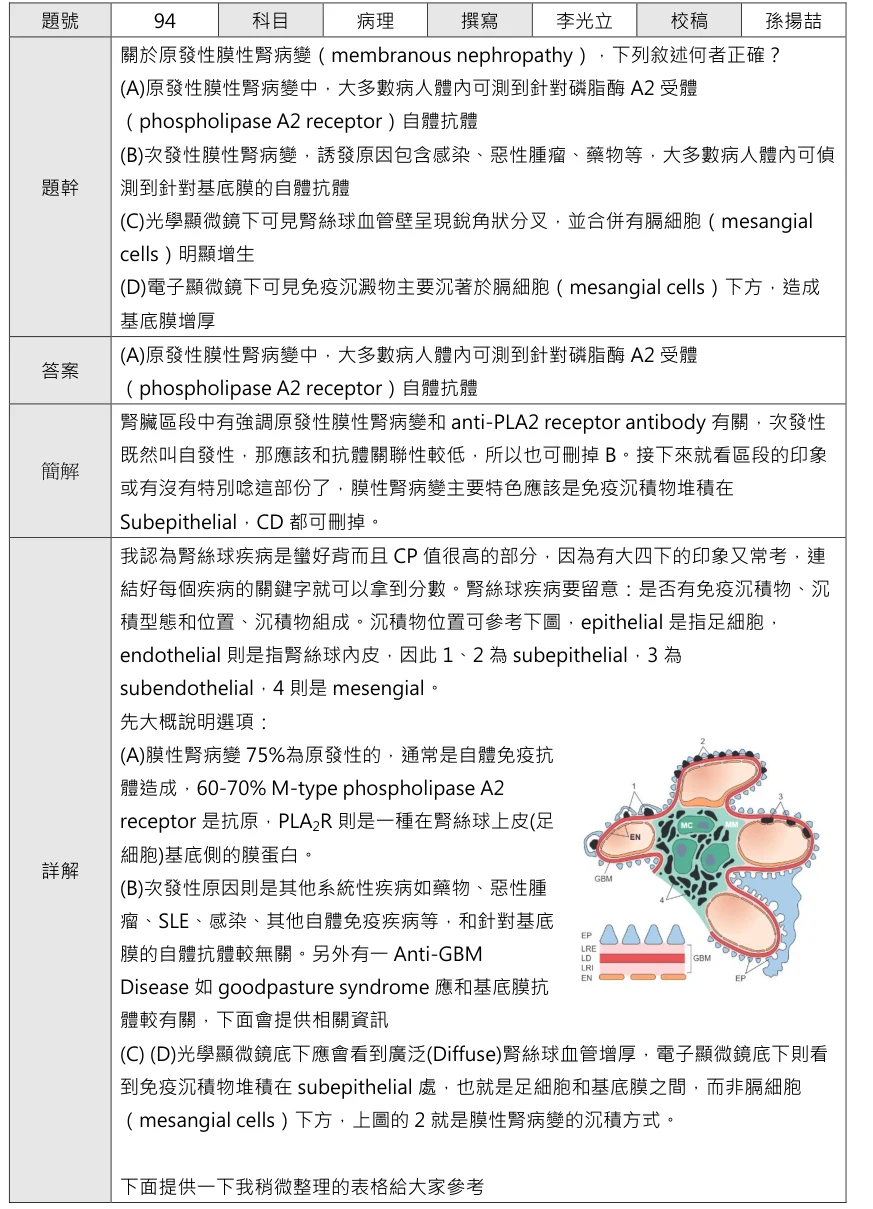 題號 94 科目 病理 撰寫 李光立 校稿 孫揚喆
題幹
關於原發性膜性腎病變（membranous nephropathy），下列敘述何者正確？
(A)原發性膜性腎病變中，大多數病人體內可測到針對磷脂酶 A2 受體
（phospholipase A2 receptor）自體抗體
(B)次發性膜性腎病變，誘發原因包含感染、惡性腫瘤、藥物等，大多數病人體內可偵
測到針對基底膜的自體抗體
(C)光學顯微鏡下可見腎絲球血管壁呈現銳角狀分叉，並合併有膈細胞（mesangial
cells）明顯增生
(D)電子顯微鏡下可見免疫沉澱物主要沉著於膈細胞（mesangial cells）下方，造成
基底膜增厚
答案
(A)原發性膜性腎病變中，大多數病人體內可測到針對磷脂酶 A2 受體
（phospholipase A2 receptor）自體抗體
簡解
腎臟區段中有強調原發性膜性腎病變和 anti-PLA2 receptor antibody 有關，次發性
既然叫自發性，那應該和抗體關聯性較低，所以也可刪掉 B。接下來就看區段的印象
或有沒有特別唸這部份了，膜性腎病變主要特色應該是免疫沉積物堆積在
Subepithelial，CD 都可刪掉。
詳解
我認為腎絲球疾病是蠻好背而且 CP 值很高的部分，因為有大四下的印象又常考，連
結好每個疾病的關鍵字就可以拿到分數。腎絲球疾病要留意：是否有免疫沉積物、沉
積型態和位置、沉積物組成。沉積物位置可參考下圖，epithelial 是指足細胞，
endothelial 則是指腎絲球內皮，因此 1、2 為 subepithelial，3 為
subendothelial，4 則是 mesengial。
先大概說明選項：
(A)膜性腎病變 75%為原發性的，通常是自體免疫抗
體造成，60-70% M-type phospholipase A2
receptor 是抗原，PLA2R 則是一種在腎絲球上皮(足
細胞)基底側的膜蛋白。
(B)次發性原因則是其他系統性疾病如藥物、惡性腫
瘤、SLE、感染、其他自體免疫疾病等，和針對基底
膜的自體抗體較無關。另外有一 Anti-GBM
Disease 如 goodpasture syndrome 應和基底膜抗
體較有關，下面會提供相關資訊
2
1
3
MC
MM
EN
GBM
4
EP
LRE
LD
LRI
EN
GBM
EP
(C) (D)光學顯微鏡底下應會看到廣泛(Diffuse)腎絲球血管增厚，電子顯微鏡底下則看
到免疫沉積物堆積在 subepithelial 處，也就是足細胞和基底膜之間，而非膈細胞
（mesangial cells）下方，上圖的 2 就是膜性腎病變的沉積方式。
下面提供一下我稍微整理的表格給大家參考